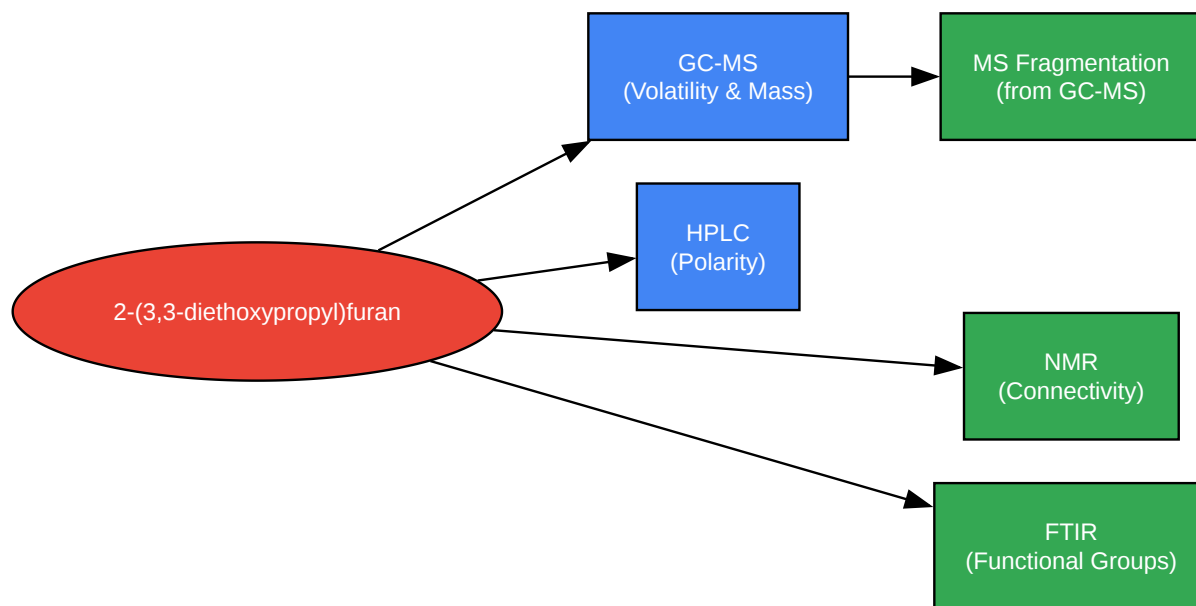 GC-MS
(Volatility & Mass)
MS Fragmentation
(from GC-MS)
HPLC
(Polarity)
2-(3,3-diethoxypropyl)furan
NMR
(Connectivity)
FTIR
(Functional Groups)